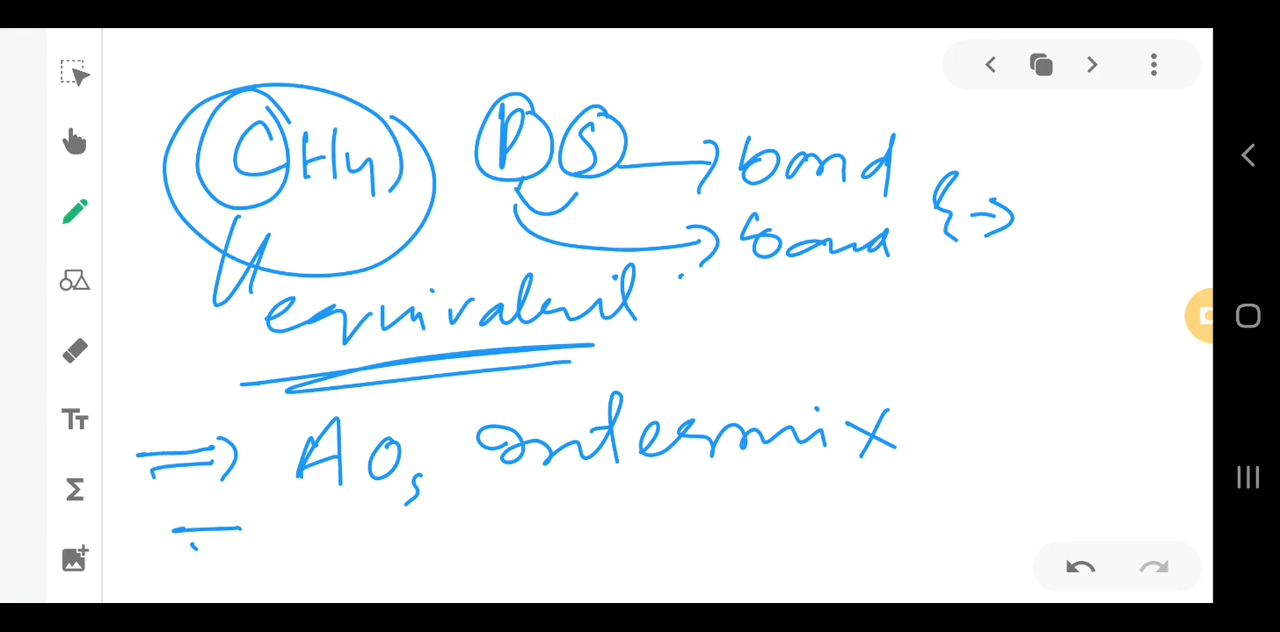 CH4 P S → bond
→ bond } →
equivalent
⇒ AOs intermix